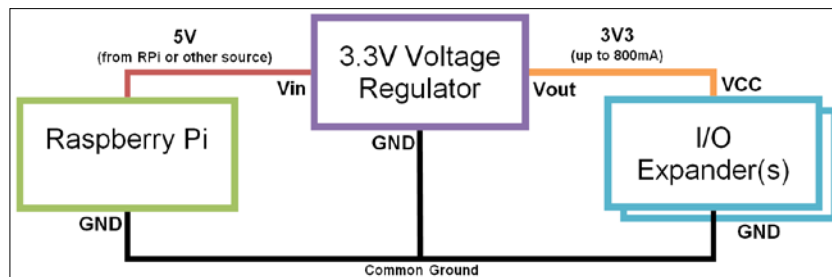 5V
(from RPi or other source)
3.3V Voltage
Regulator
3V3
(up to 800mA)
Vin
Vout
VCC
Raspberry Pi
GND
I/O
Expander(s)
GND
GND
Common Ground